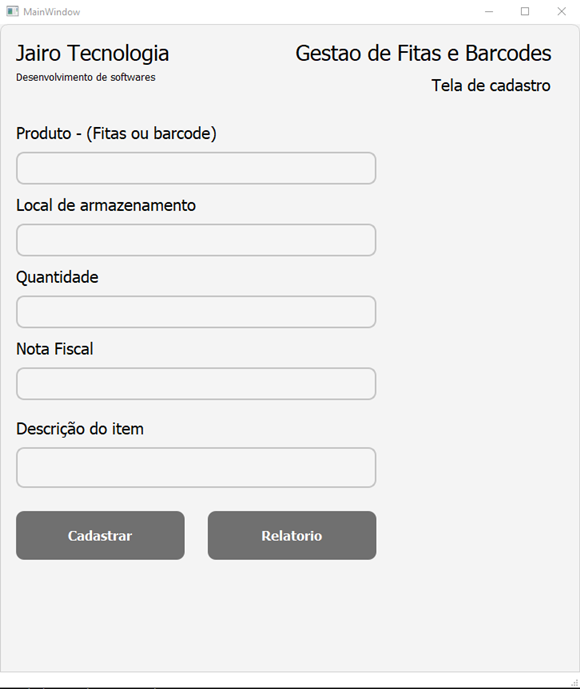 MainWindow
Jairo Tecnologia
Gestao de Fitas e Barcodes
Desenvolvimento de softwares
Tela de cadastro
Produto - (Fitas ou barcode)
Local de armazenamento
Quantidade
Nota Fiscal
Descrição do item
Cadastrar
Relatorio